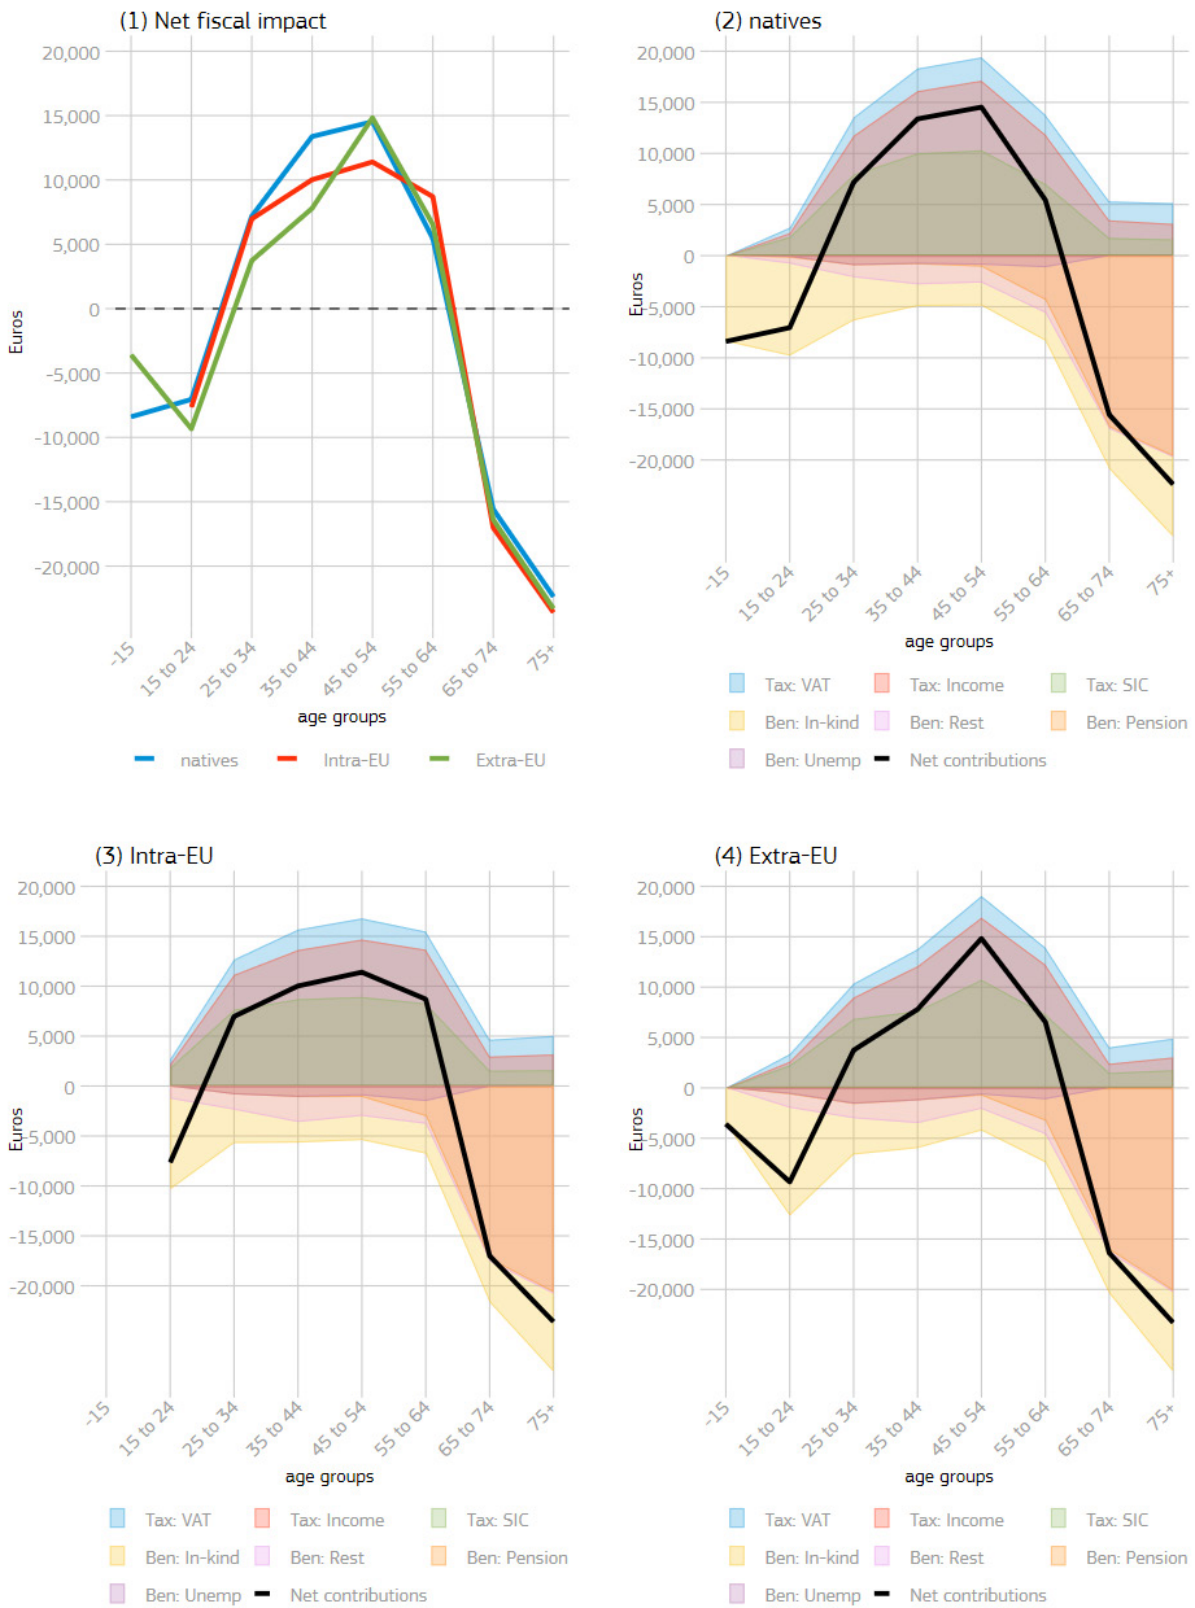 (1) Net fiscal impact
20,000
15,000
10,000
5,000
0
-5,000
-10,000
-15,000
-20,000
Euros
-15
15 to 24
25 to 34
35 to 44
45 to 54
55 to 64
65 to 74
75+
age groups
natives Intra-EU Extra-EU
(2) natives
20,000
15,000
10,000
5,000
0
-5,000
-10,000
-15,000
-20,000
Euros
-15
15 to 24
25 to 34
35 to 44
45 to 54
55 to 64
65 to 74
75+
age groups
Tax: VAT Tax: Income Tax: SIC
Ben: In-kind Ben: Rest Ben: Pension
Ben: Unemp Net contributions
(3) Intra-EU
20,000
15,000
10,000
5,000
0
-5,000
-10,000
-15,000
-20,000
Euros
-15
15 to 24
25 to 34
35 to 44
45 to 54
55 to 64
65 to 74
75+
age groups
Tax: VAT Tax: Income Tax: SIC
Ben: In-kind Ben: Rest Ben: Pension
Ben: Unemp Net contributions
(4) Extra-EU
20,000
15,000
10,000
5,000
0
-5,000
-10,000
-15,000
-20,000
Euros
-15
15 to 24
25 to 34
35 to 44
45 to 54
55 to 64
65 to 74
75+
age groups
Tax: VAT Tax: Income Tax: SIC
Ben: In-kind Ben: Rest Ben: Pension
Ben: Unemp Net contributions